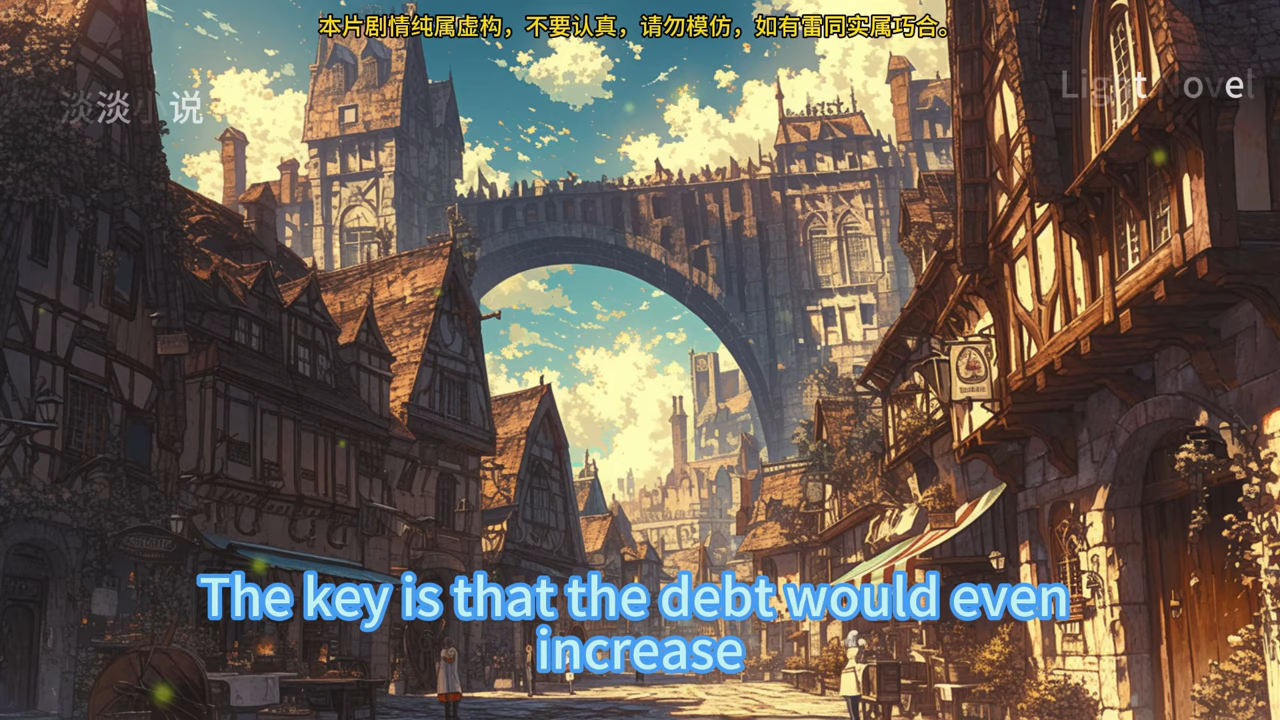 本片剧情纯属虚构，不要认真，请勿模仿，如有雷同实属巧合。
淡淡小说
Light Novel
The key is that the debt would even
increase